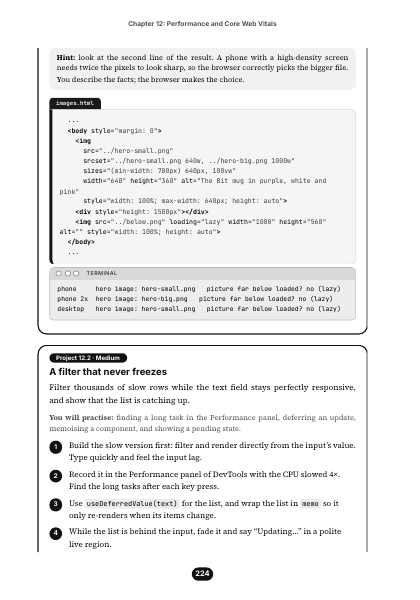 Chapter 12: Performance and Core Web Vitals
Hint: look at the second line of the result. A phone with a high-density screen
needs twice the pixels to look sharp, so the browser correctly picks the bigger file.
You describe the facts; the browser makes the choice.
images.html
...
<body style="margin: 0">
<img
src="../hero-small.png"
srcset="../hero-small.png 640w, ../hero-big.png 1000w"
sizes="(min-width: 700px) 640px, 100vw"
width="640" height="360" alt="The Bit mug in purple, white and
pink"
style="width: 100%; max-width: 640px; height: auto">
<div style="height: 1500px"></div>
<img src="../below.png" loading="lazy" width="1000" height="560"
alt="" style="width: 100%; height: auto">
</body>
...
TERMINAL
phone hero image: hero-small.png picture far below loaded? no (lazy)
phone 2x hero image: hero-big.png picture far below loaded? no (lazy)
desktop hero image: hero-small.png picture far below loaded? no (lazy)
Project 12.2 · Medium
A filter that never freezes
Filter thousands of slow rows while the text field stays perfectly responsive,
and show that the list is catching up.
You will practise: finding a long task in the Performance panel, deferring an update,
memoising a component, and showing a pending state.
1 Build the slow version first: filter and render directly from the input's value.
Type quickly and feel the input lag.
2 Record it in the Performance panel of DevTools with the CPU slowed 4×.
Find the long tasks after each key press.
3 Use useDeferredValue(text) for the list, and wrap the list in memo so it
only re-renders when its items change.
4 While the list is behind the input, fade it and say “Updating…” in a polite
live region.
224